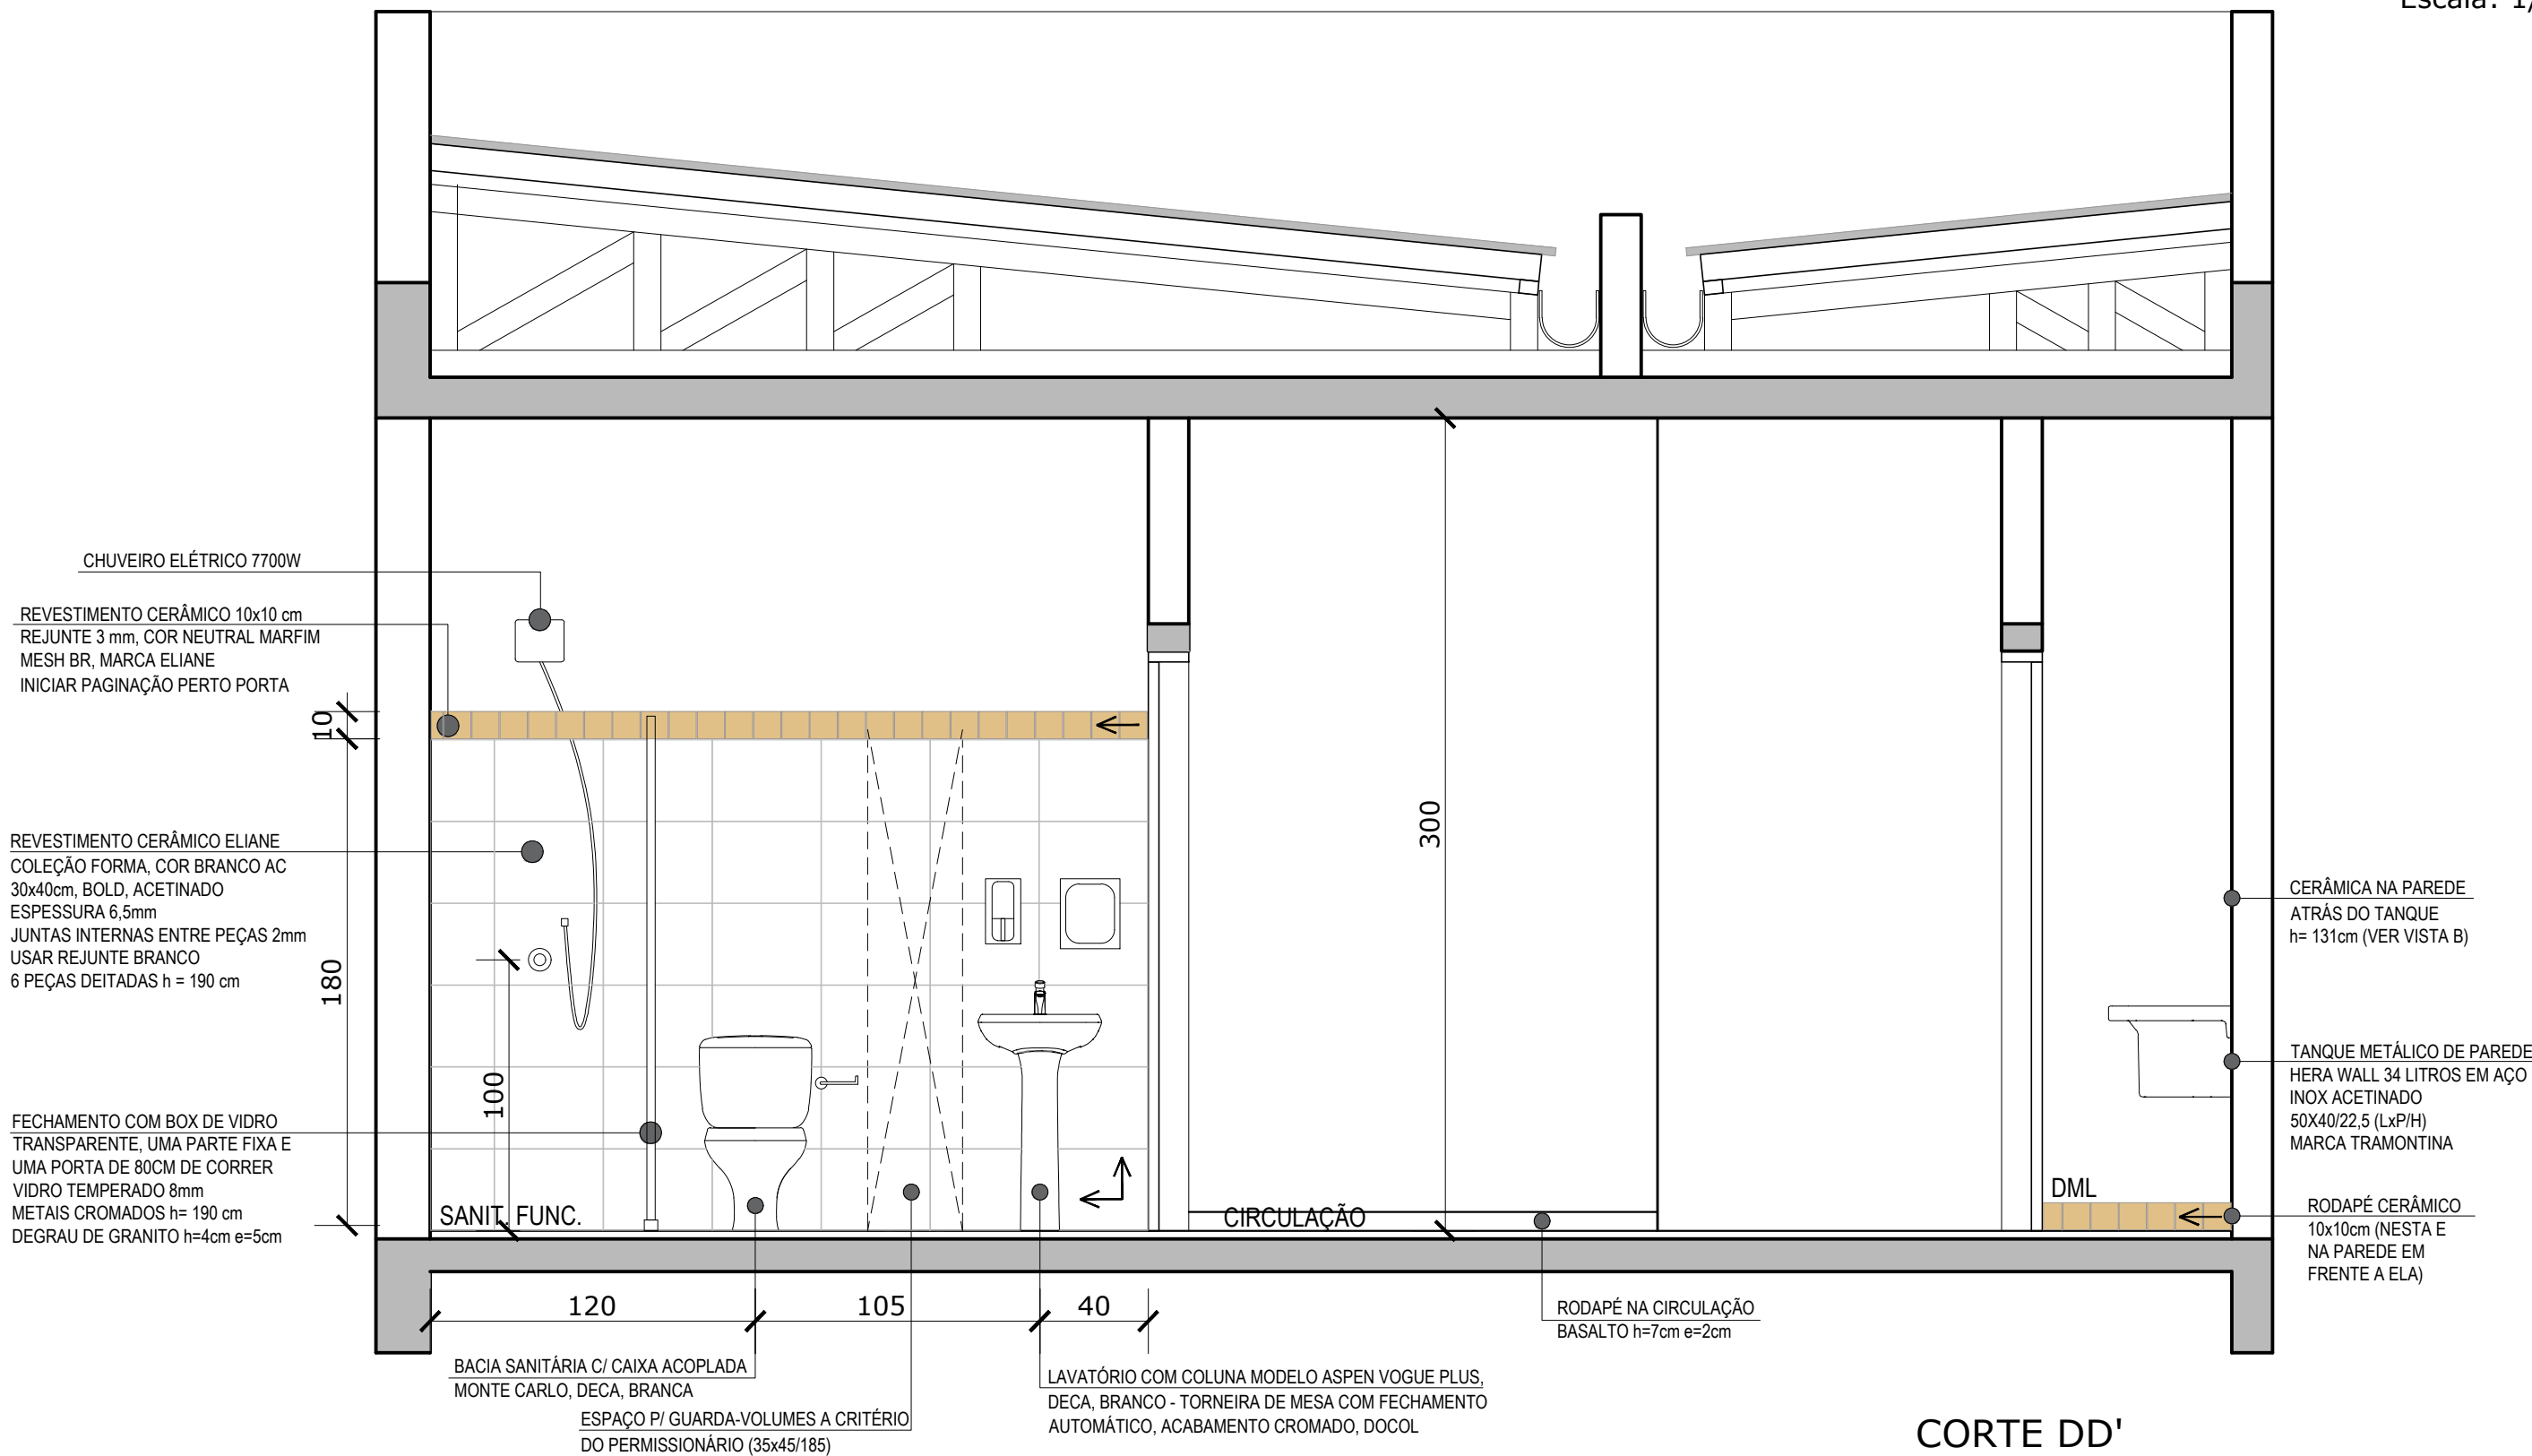 Escala: 1/
CHUVEIRO ELÉTRICO 7700W
REVESTIMENTO CERÂMICO 10x10 cm
REJUNTE 3 mm, COR NEUTRAL MARFIM
MESH BR, MARCA ELIANE
INICIAR PAGINAÇÃO PERTO PORTA
10
REVESTIMENTO CERÂMICO ELIANE
COLEÇÃO FORMA, COR BRANCO AC
30x40cm, BOLD, ACETINADO
ESPESSURA 6,5mm
JUNTAS INTERNAS ENTRE PEÇAS 2mm
USAR REJUNTE BRANCO
6 PEÇAS DEITADAS h = 190 cm
180
100
300
FECHAMENTO COM BOX DE VIDRO
TRANSPARENTE, UMA PARTE FIXA E
UMA PORTA DE 80CM DE CORRER
VIDRO TEMPERADO 8mm
METAIS CROMADOS h= 190 cm
DEGRAU DE GRANITO h=4cm e=5cm
SANIT. FUNC.
CIRCULAÇÃO
DML
CERÂMICA NA PAREDE
ATRÁS DO TANQUE
h= 131cm (VER VISTA B)
TANQUE METÁLICO DE PAREDE
HERA WALL 34 LITROS EM AÇO
INOX ACETINADO
50X40/22,5 (LxP/H)
MARCA TRAMONTINA
RODAPÉ CERÂMICO
10x10cm (NESTA E
NA PAREDE EM
FRENTE A ELA)
120
105
40
RODAPÉ NA CIRCULAÇÃO
BASALTO h=7cm e=2cm
BACIA SANITÁRIA C/ CAIXA ACOPLADA
MONTE CARLO, DECA, BRANCA
ESPAÇO P/ GUARDA-VOLUMES A CRITÉRIO
DO PERMISSIONÁRIO (35x45/185)
LAVATÓRIO COM COLUNA MODELO ASPEN VOGUE PLUS,
DECA, BRANCO - TORNEIRA DE MESA COM FECHAMENTO
AUTOMÁTICO, ACABAMENTO CROMADO, DOCOL
CORTE DD'